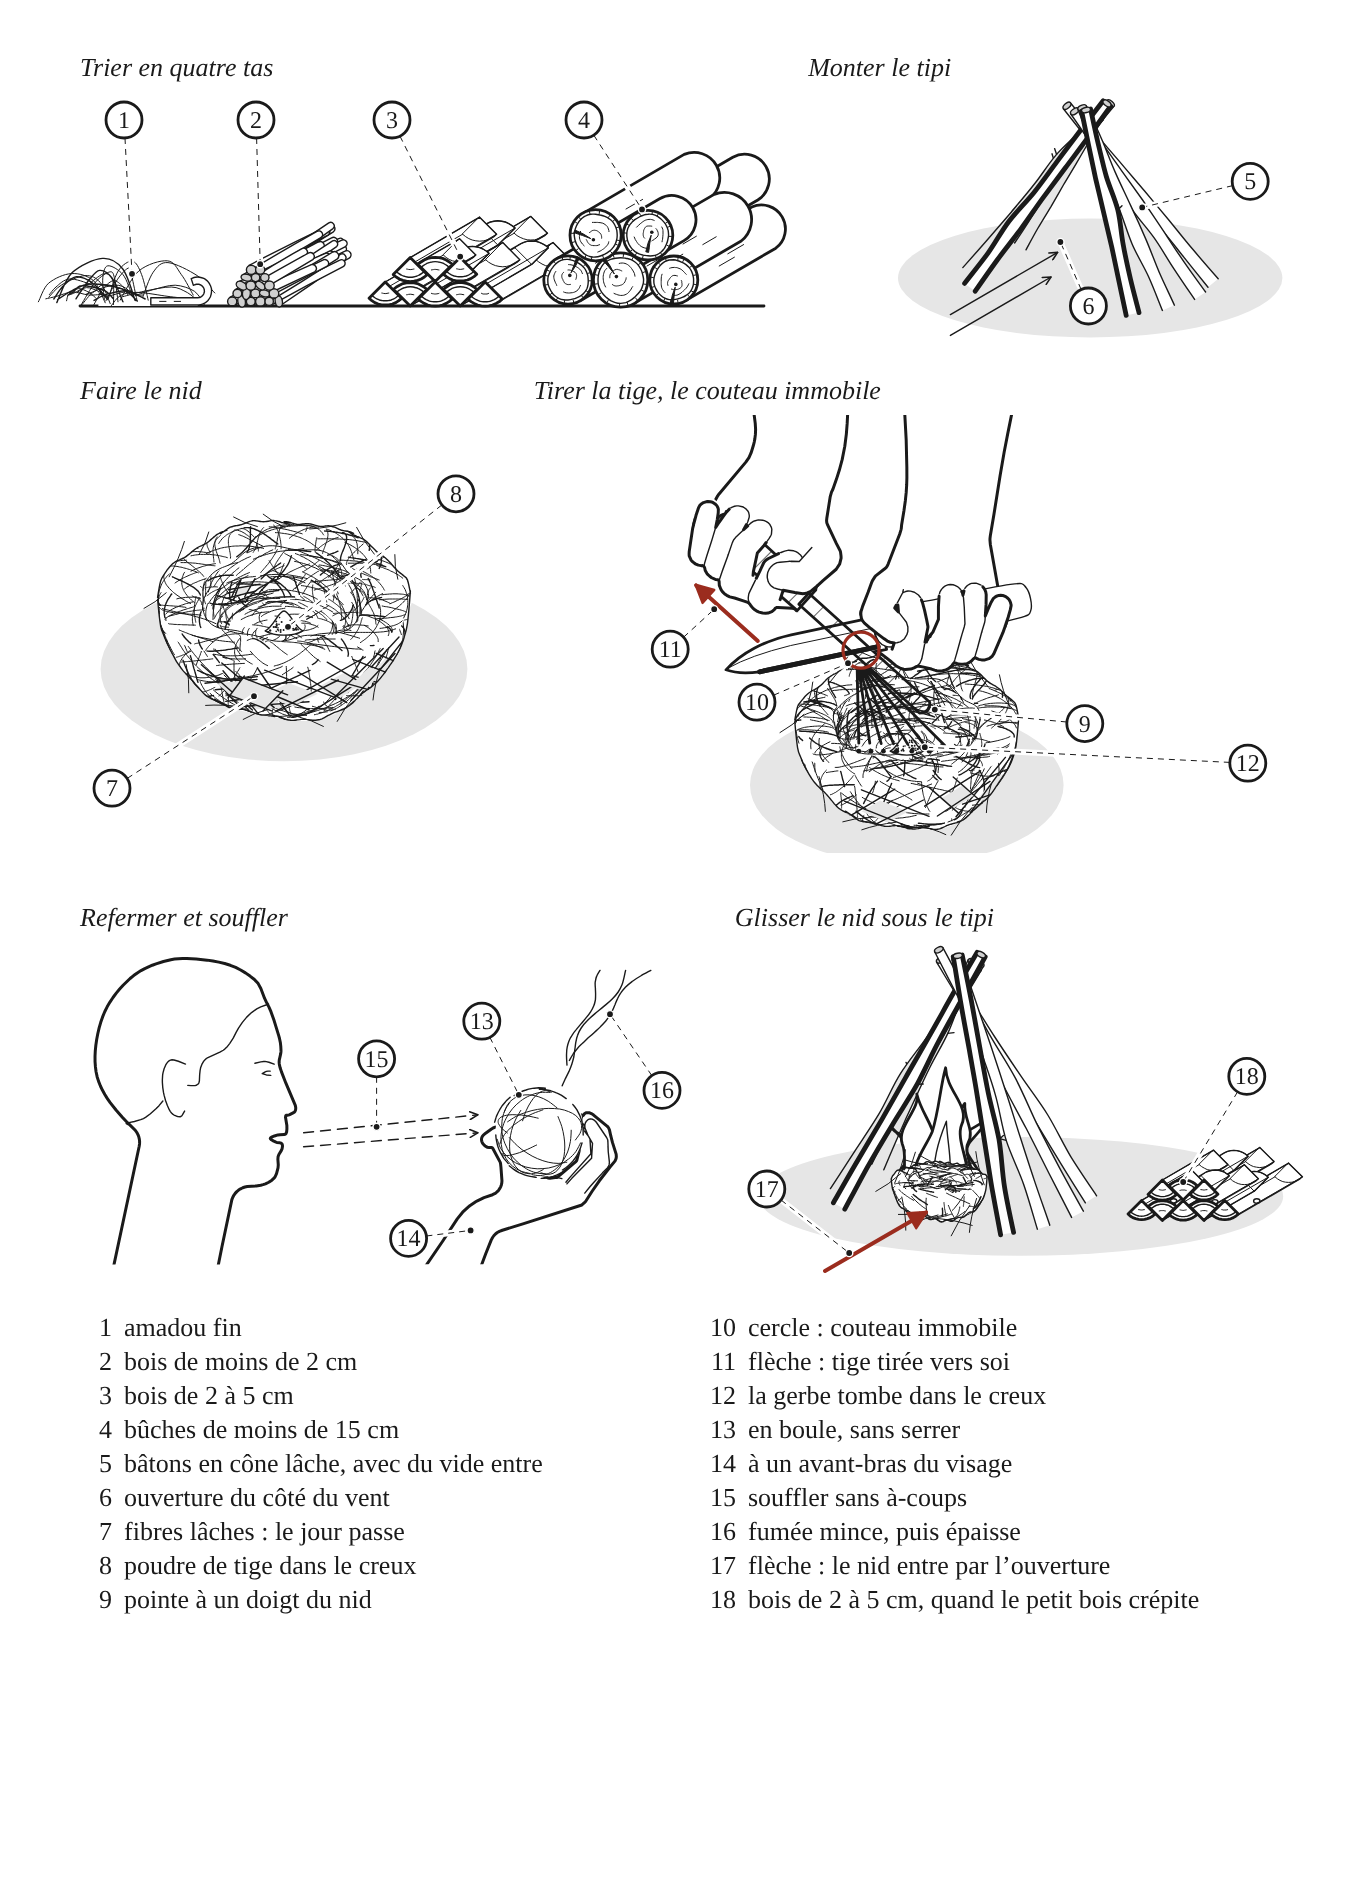 Trier en quatre tas
Monter le tipi
1
2
3
4
5
6
Faire le nid
Tirer la tige, le couteau immobile
8
7
11
10
9
12
Refermer et souffler
Glisser le nid sous le tipi
13
15
16
14
17
18
1 amadou fin
2 bois de moins de 2 cm
3 bois de 2 à 5 cm
4 bûches de moins de 15 cm
5 bâtons en cône lâche, avec du vide entre
6 ouverture du côté du vent
7 fibres lâches : le jour passe
8 poudre de tige dans le creux
9 pointe à un doigt du nid
10 cercle : couteau immobile
11 flèche : tige tirée vers soi
12 la gerbe tombe dans le creux
13 en boule, sans serrer
14 à un avant-bras du visage
15 souffler sans à-coups
16 fumée mince, puis épaisse
17 flèche : le nid entre par l’ouverture
18 bois de 2 à 5 cm, quand le petit bois crépite